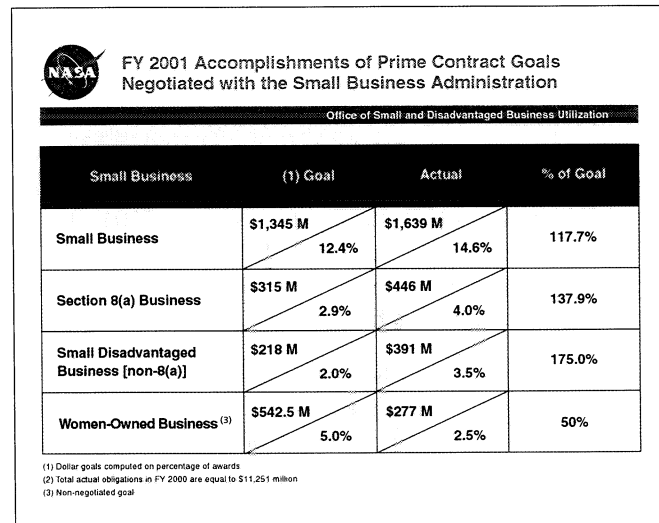 NASA
FY 2001 Accomplishments of Prime Contract Goals
Negotiated with the Small Business Administration
Office of Small and Disadvantaged Business Utilization
Small Business (1) Goal Actual % of Goal
Small Business $1,345 M 12.4% $1,639 M 14.6% 117.7%
Section 8(a) Business $315 M 2.9% $446 M 4.0% 137.9%
Small Disadvantaged
Business [non-8(a)] $218 M 2.0% $391 M 3.5% 175.0%
Women-Owned Business (3) $542.5 M 5.0% $277 M 2.5% 50%
(1) Dollar goals computed on percentage of awards
(2) Total actual obligations in FY 2000 are equal to $11,251 million
(3) Non-negotiated goal